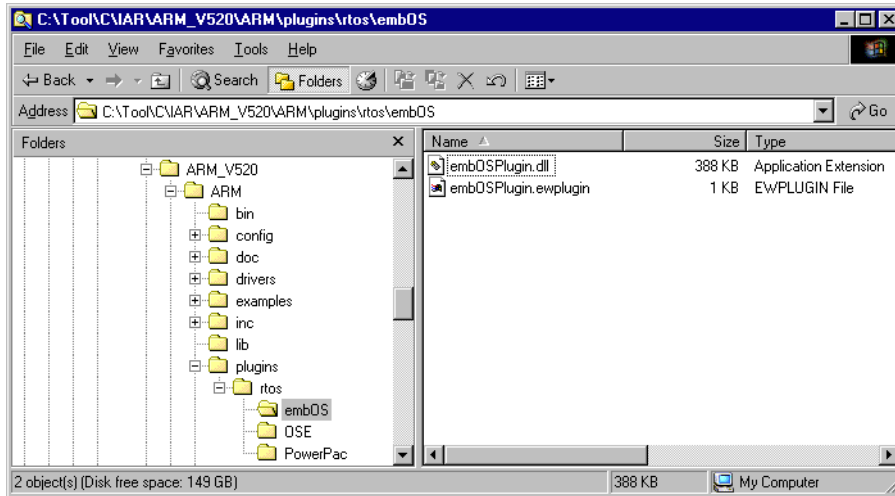 C:\Tool\C\IAR\ARM_V520\ARM\plugins\rtos\embOS
File Edit View Favorites Tools Help
Back Search Folders
Address C:\Tool\C\IAR\ARM_V520\ARM\plugins\rtos\embOS Go
Folders
ARM_V520
ARM
bin
config
doc
drivers
examples
inc
lib
plugins
rtos
embOS
OSE
PowerPac
Name Size Type
embOSPlugin.dll 388 KB Application Extension
embOSPlugin.ewplugin 1 KB EWPLUGIN File
2 object(s) (Disk free space: 149 GB) 388 KB My Computer